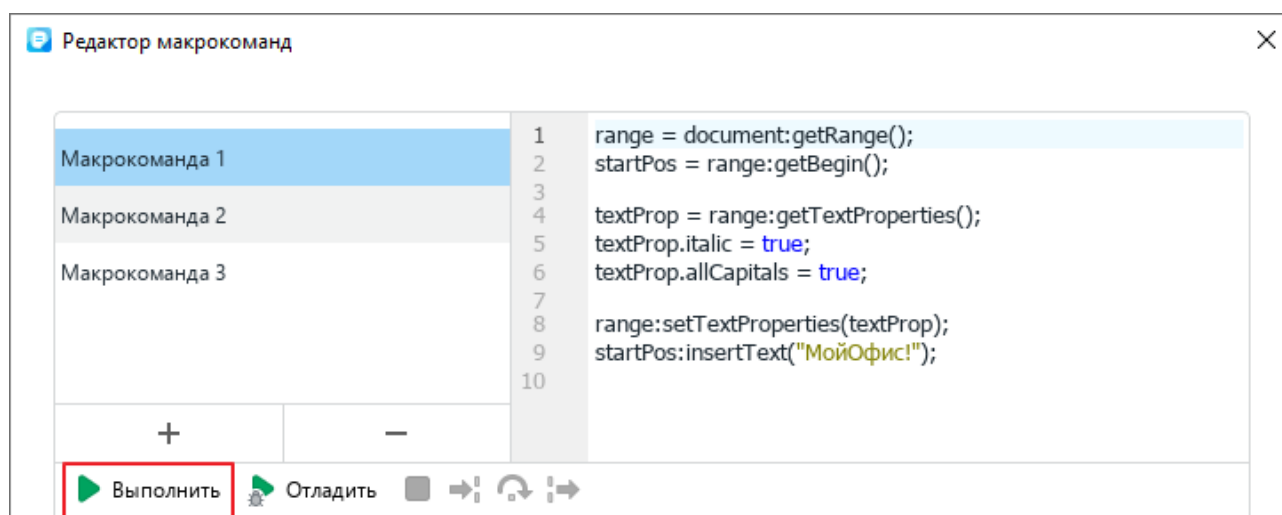 Редактор макрокоманд
Макрокоманда 1
Макрокоманда 2
Макрокоманда 3
+ −
1 range = document:getRange();
2 startPos = range:getBegin();
3
4 textProp = range:getTextProperties();
5 textProp.italic = true;
6 textProp.allCapitals = true;
7
8 range:setTextProperties(textProp);
9 startPos:insertText("МойОфис!");
10
Выполнить Отладить